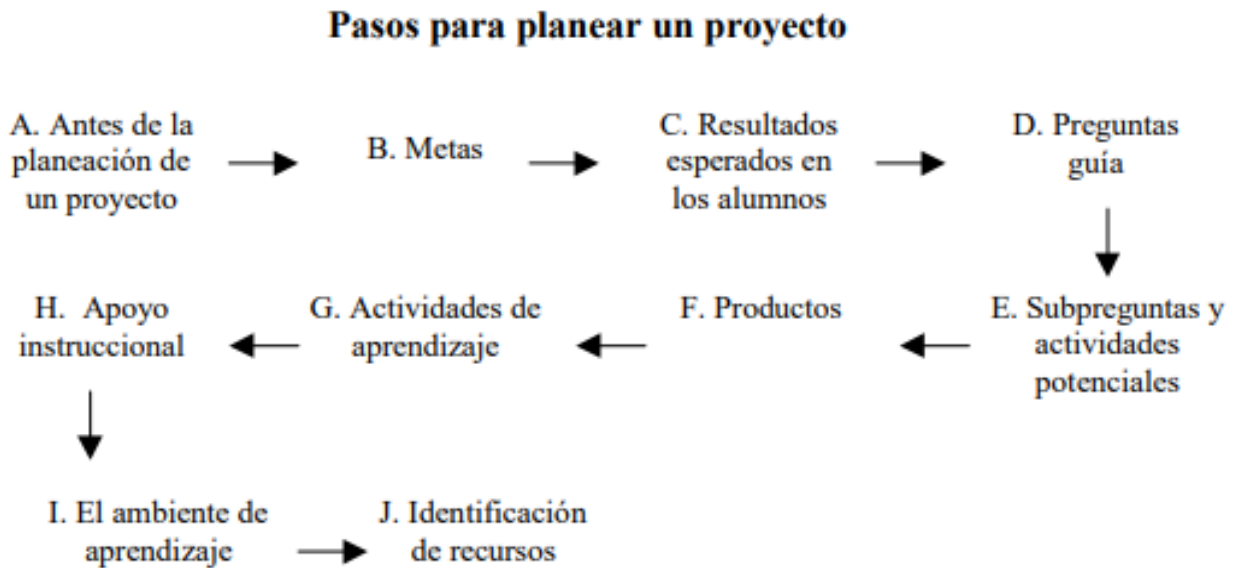 Pasos para planear un proyecto
A. Antes de la
planeación de
un proyecto
B. Metas
C. Resultados
esperados en
los alumnos
D. Preguntas
guía
E. Subpreguntas y
actividades
potenciales
F. Productos
G. Actividades de
aprendizaje
H. Apoyo
instruccional
I. El ambiente de
aprendizaje
J. Identificación
de recursos